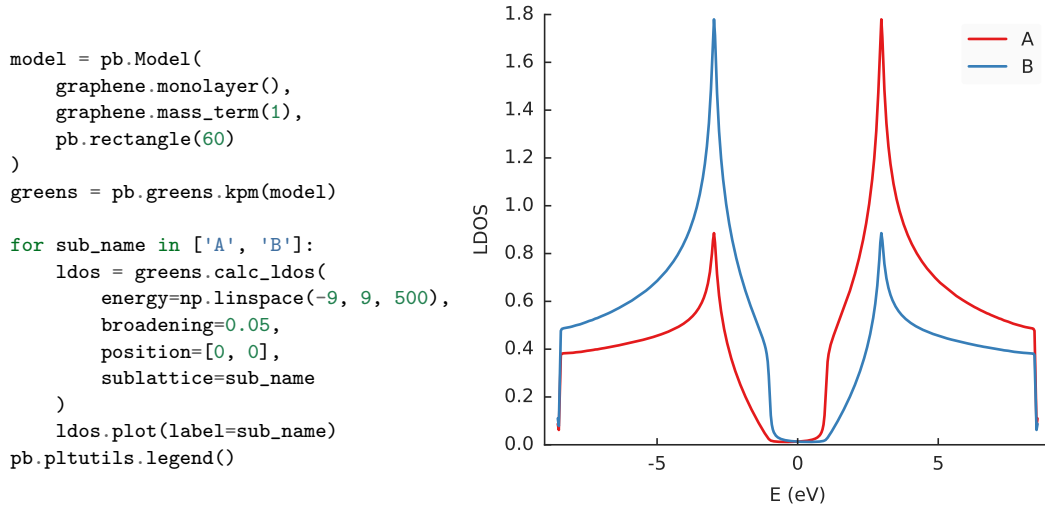 model = pb.Model(
    graphene.monolayer(),
    graphene.mass_term(1),
    pb.rectangle(60)
)
greens = pb.greens.kpm(model)

for sub_name in ['A', 'B']:
    ldos = greens.calc_ldos(
        energy=np.linspace(-9, 9, 500),
        broadening=0.05,
        position=[0, 0],
        sublattice=sub_name
    )
    ldos.plot(label=sub_name)
pb.pltutils.legend()
1.8
1.6
1.4
1.2
1.0
0.8
0.6
0.4
0.2
0.0
LDOS
-5 0 5
E (eV)
A
B